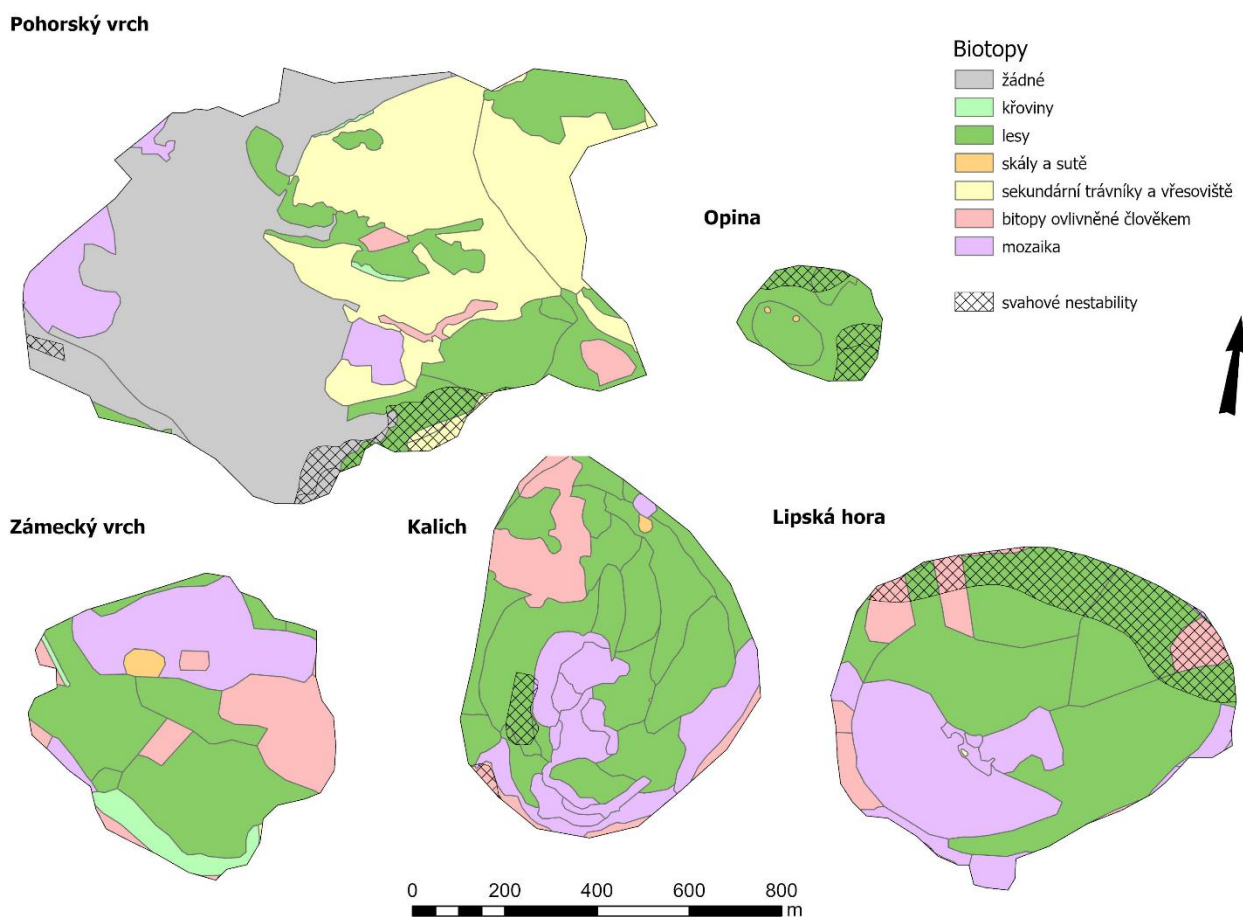 Pohorský vrch
Biotopy
žádné
křoviny
lesy
skály a sutě
sekundární trávníky a vřesoviště
bitopy ovlivněné člověkem
mozaika
svahové nestability
Opina
Zámecký vrch
Kalich
Lipská hora
0 200 400 600 800
m